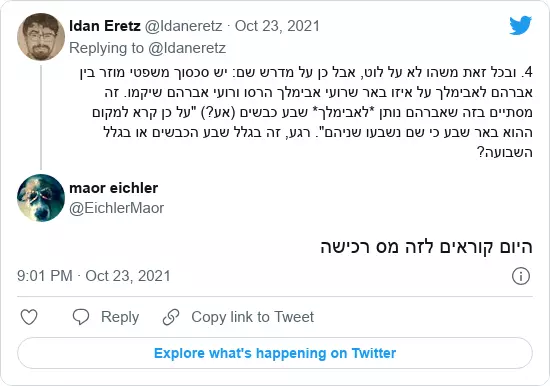 Idan Eretz @Idaneretz · Oct 23, 2021
Replying to @Idaneretz
4. ובכל זאת משהו לא על לוט, אבל כן על מדרש שם: יש סכסוך משפטי מוזר בין
אברהם לאבימלך על איזו באר שרועי אבימלך הרסו ורועי אברהם שיקמו. זה
מסתיים בזה שאברהם נותן *לאבימלך* שבע כבשים (אע?) "על כן קרא למקום
ההוא באר שבע כי שם נשבעו שניהם". רגע, זה בגלל שבע הכבשים או בגלל
השבועה?
maor eichler
@EichlerMaor
היום קוראים לזה מס רכישה
9:01 PM · Oct 23, 2021
Reply
Copy link to Tweet
Explore what's happening on Twitter